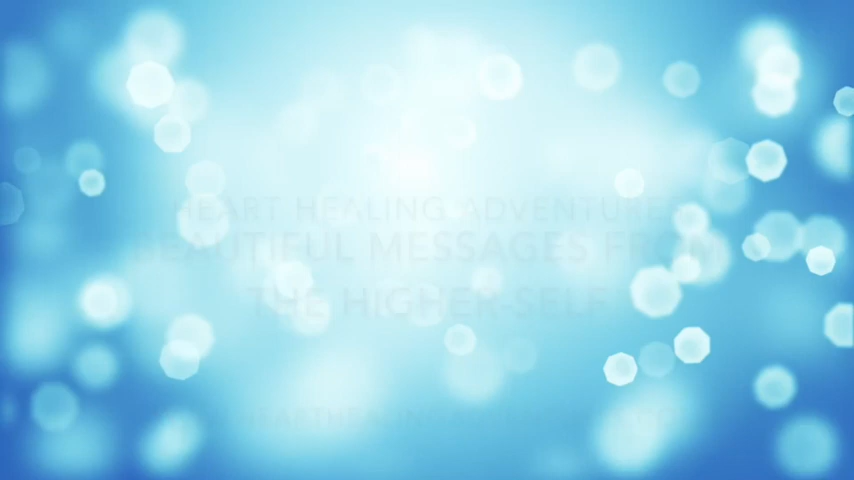 HEART HEALING ADVENTURES
BEAUTIFUL MESSAGES FROM
THE HIGHER-SELF